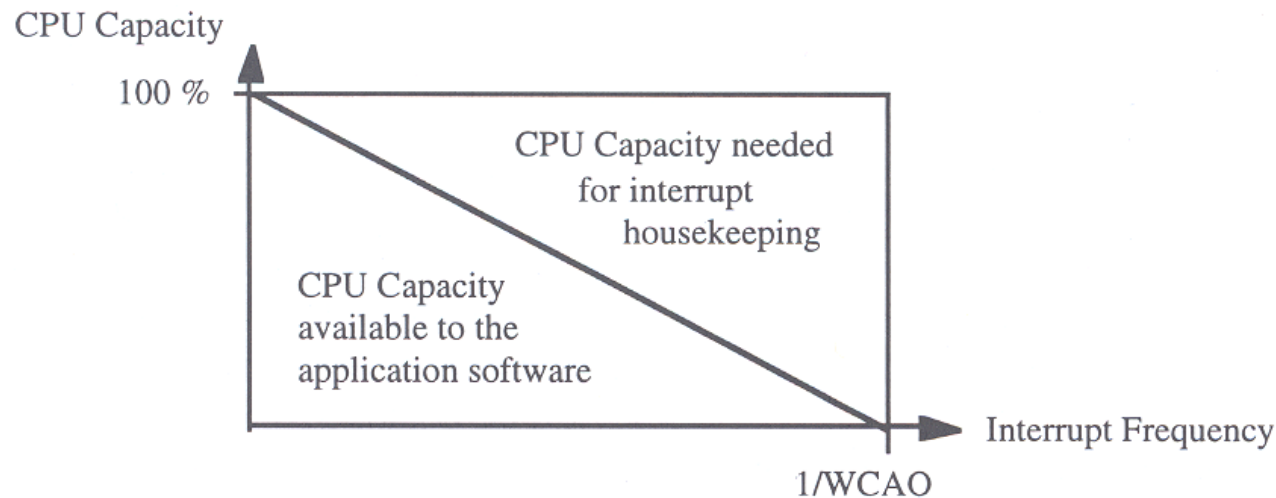 CPU Capacity
100 %
CPU Capacity needed
for interrupt
housekeeping
CPU Capacity
available to the
application software
Interrupt Frequency
1/WCAO